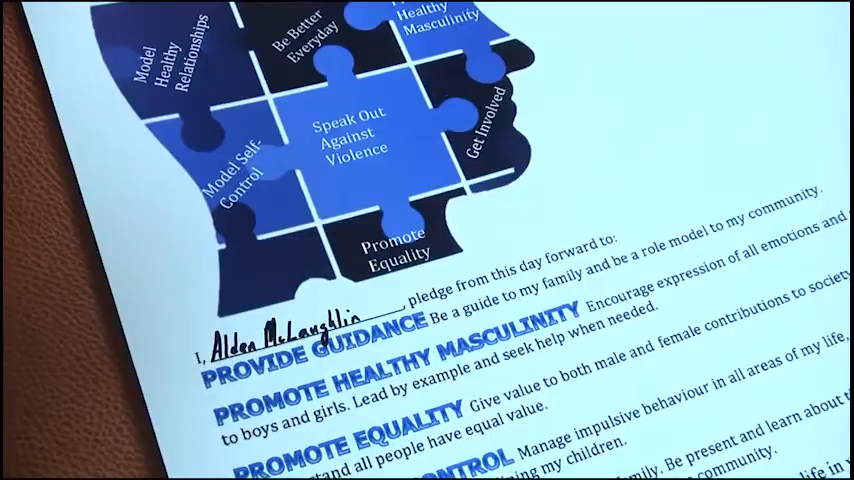 Model
Healthy
Relationships
Be Better
Everyday
Healthy
Masculinity
Speak Out
Against
Violence
Get Involved
Model Self-
Control
Promote
Equality
I, Alden McLaughlin, pledge from this day forward to:
PROVIDE GUIDANCE Be a guide to my family and be a role model to my community.
PROMOTE HEALTHY MASCULINITY Encourage expression of all emotions and
to boys and girls. Lead by example and seek help when needed.
PROMOTE EQUALITY Give value to both male and female contributions to society
stand all people have equal value.
CONTROL Manage impulsive behaviour in all areas of my life,
ining my children.
family. Be present and learn about
community.
life in